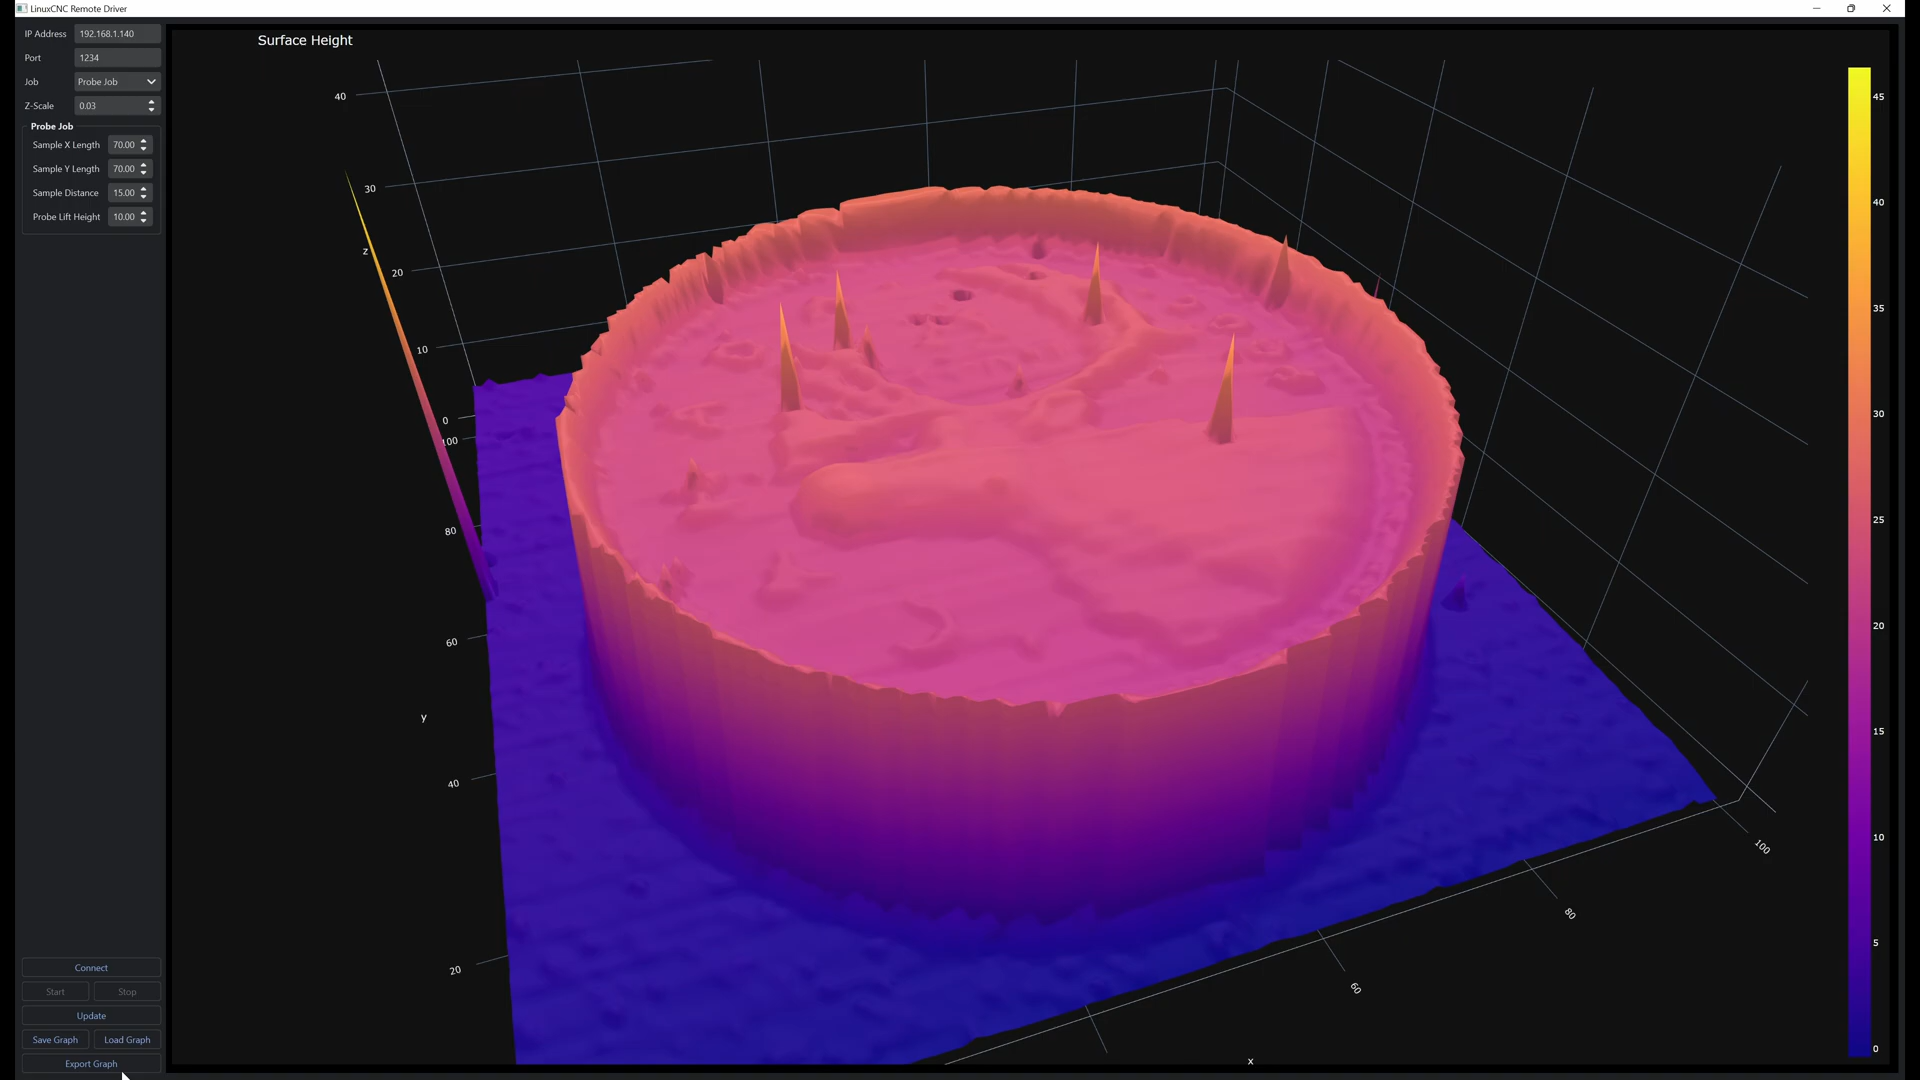 LinuxCNC Remote Driver
IP Address 192.168.1.140
Port 1234
Job Probe Job
Z-Scale 0.03
Probe Job
Sample X Length 70.00
Sample Y Length 70.00
Sample Distance 15.00
Probe Lift Height 10.00
Connect
Start Stop
Update
Save Graph Load Graph
Export Graph
Surface Height
40
30
z
20
10
0
100
80
60
y
40
20
x
60
80
100
45
40
35
30
25
20
15
10
5
0